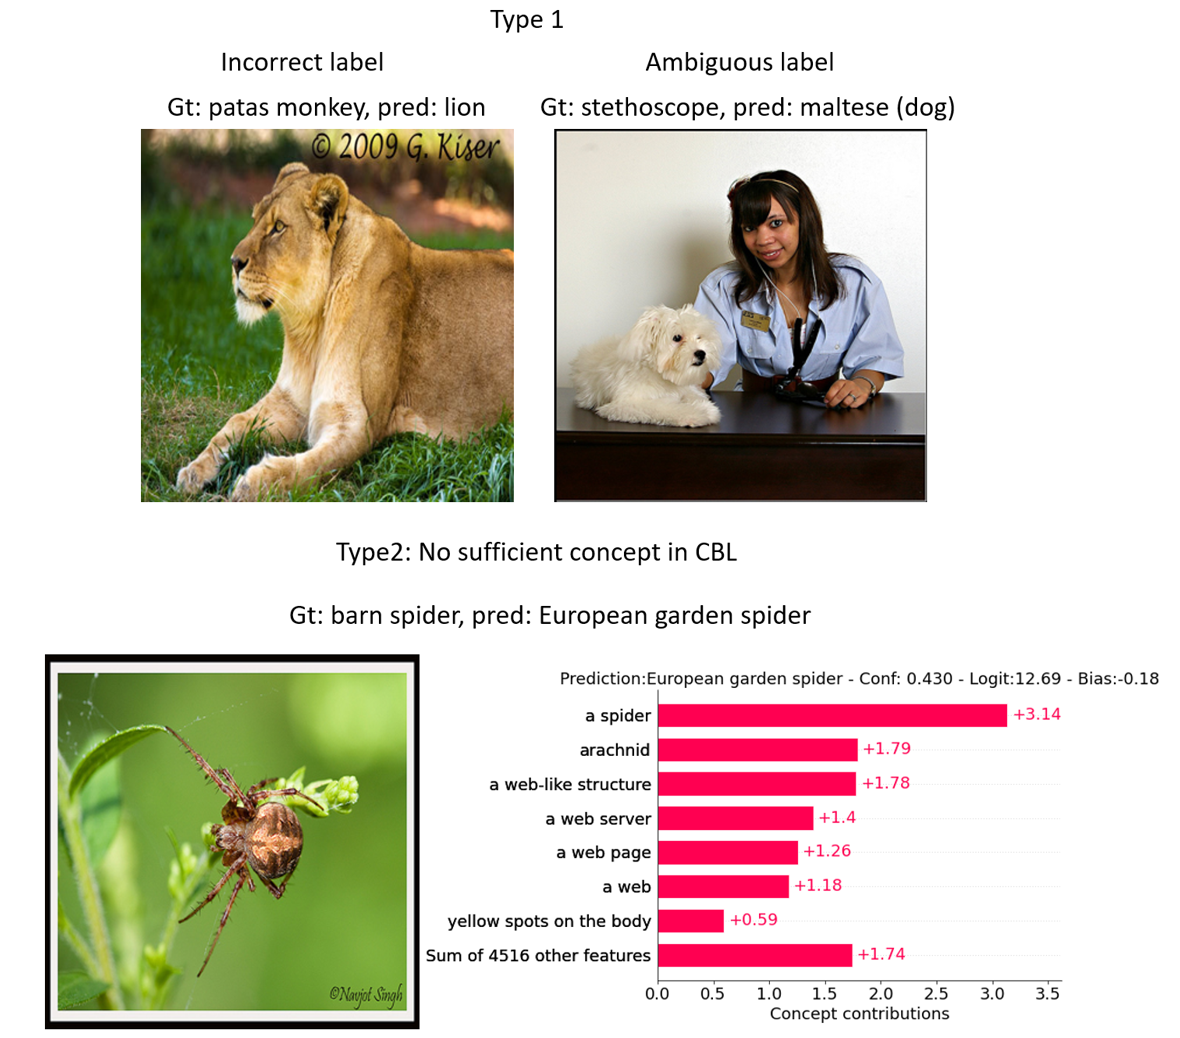 Type 1
Incorrect label
Ambiguous label
Gt: patas monkey, pred: lion
Gt: stethoscope, pred: maltese (dog)
© 2009 G. Kiser
Type2: No sufficient concept in CBL
Gt: barn spider, pred: European garden spider
©Navjot Singh
Prediction:European garden spider - Conf: 0.430 - Logit:12.69 - Bias:-0.18
a spider +3.14
arachnid +1.79
a web-like structure +1.78
a web server +1.4
a web page +1.26
a web +1.18
yellow spots on the body +0.59
Sum of 4516 other features +1.74
0.0 0.5 1.0 1.5 2.0 2.5 3.0 3.5
Concept contributions